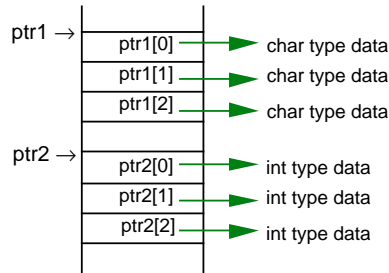 ptr1 →
ptr1[0] char type data
ptr1[1] char type data
ptr1[2] char type data
ptr2 →
ptr2[0] int type data
ptr2[1] int type data
ptr2[2] int type data